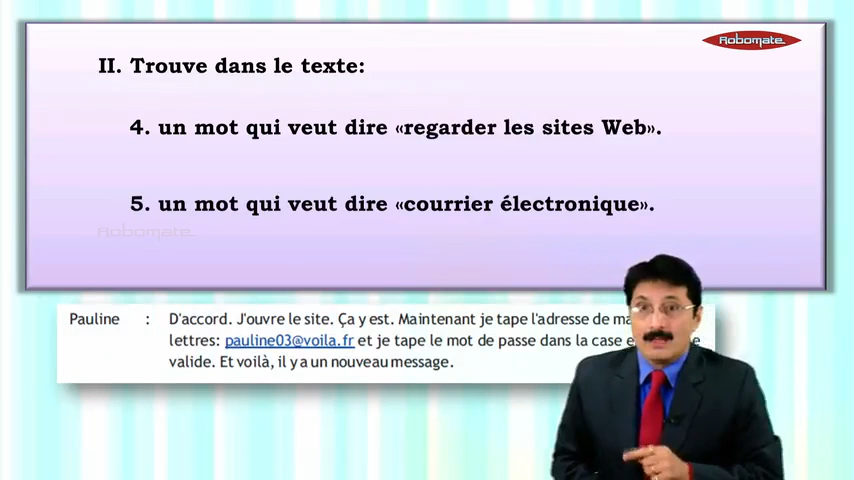 Robomate
II. Trouve dans le texte:
4. un mot qui veut dire «regarder les sites Web».
5. un mot qui veut dire «courrier électronique».
Robomate
Pauline : D'accord. J'ouvre le site. Ça y est. Maintenant je tape l'adresse de
lettres: pauline03@voila.fr et je tape le mot de passe dans la case
valide. Et voilà, il y a un nouveau message.
Robomate